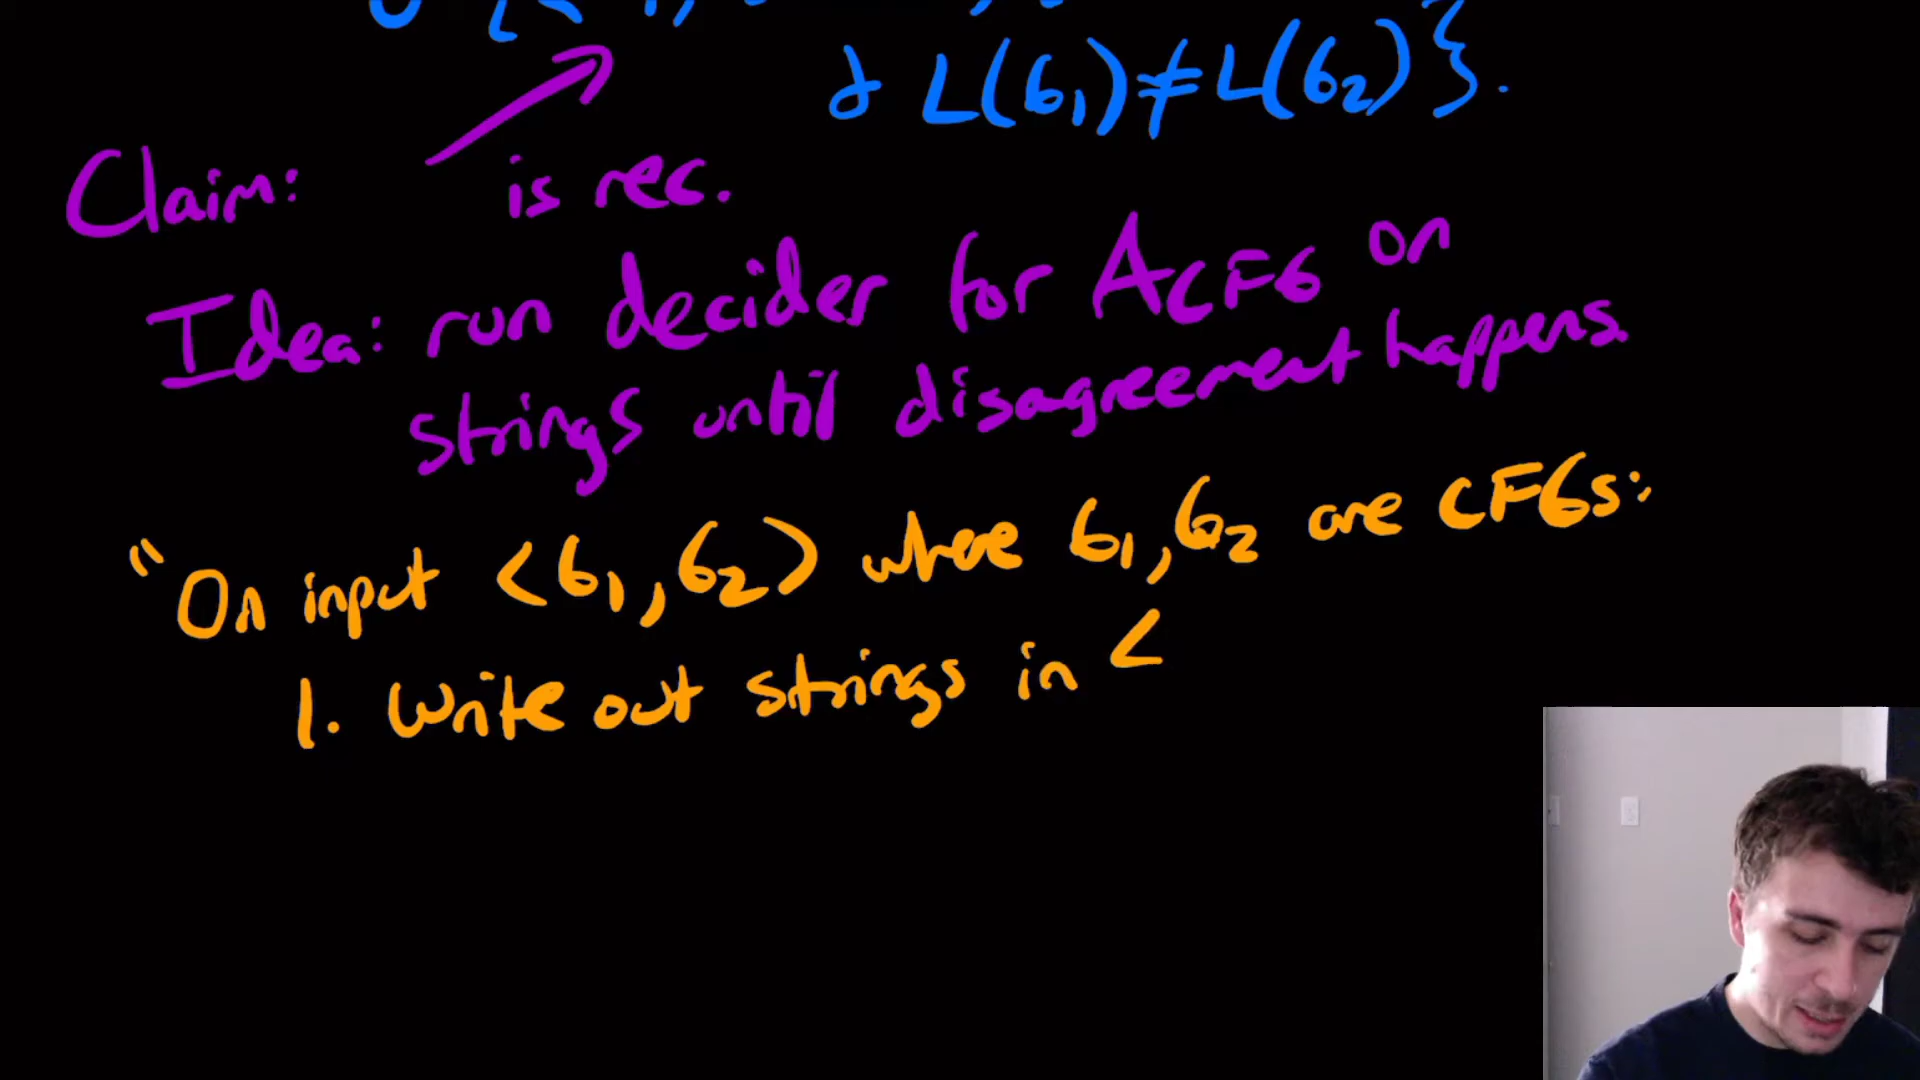 & L(G₁)≠L(G₂)}.
Claim: is rec.
Idea: run decider for A_CFG on
strings until disagreement happens.
"On input <G₁,G₂> where G₁,G₂ are CFGs:
1. Write out strings in <